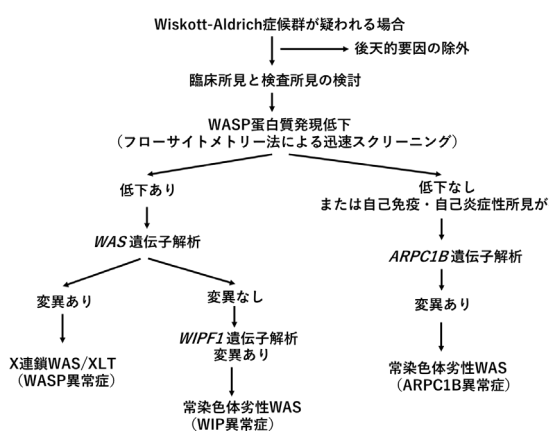 Wiskott-Aldrich症候群が疑われる場合
後天的要因の除外
臨床所見と検査所見の検討
WASP蛋白質発現低下
（フローサイトメトリー法による迅速スクリーニング）
低下あり
低下なし
または自己免疫・自己炎症性所見が
WAS遺伝子解析
ARPC1B遺伝子解析
変異あり
変異なし
変異あり
WIPF1遺伝子解析
変異あり
X連鎖WAS/XLT
（WASP異常症）
常染色体劣性WAS
（ARPC1B異常症）
常染色体劣性WAS
（WIP異常症）